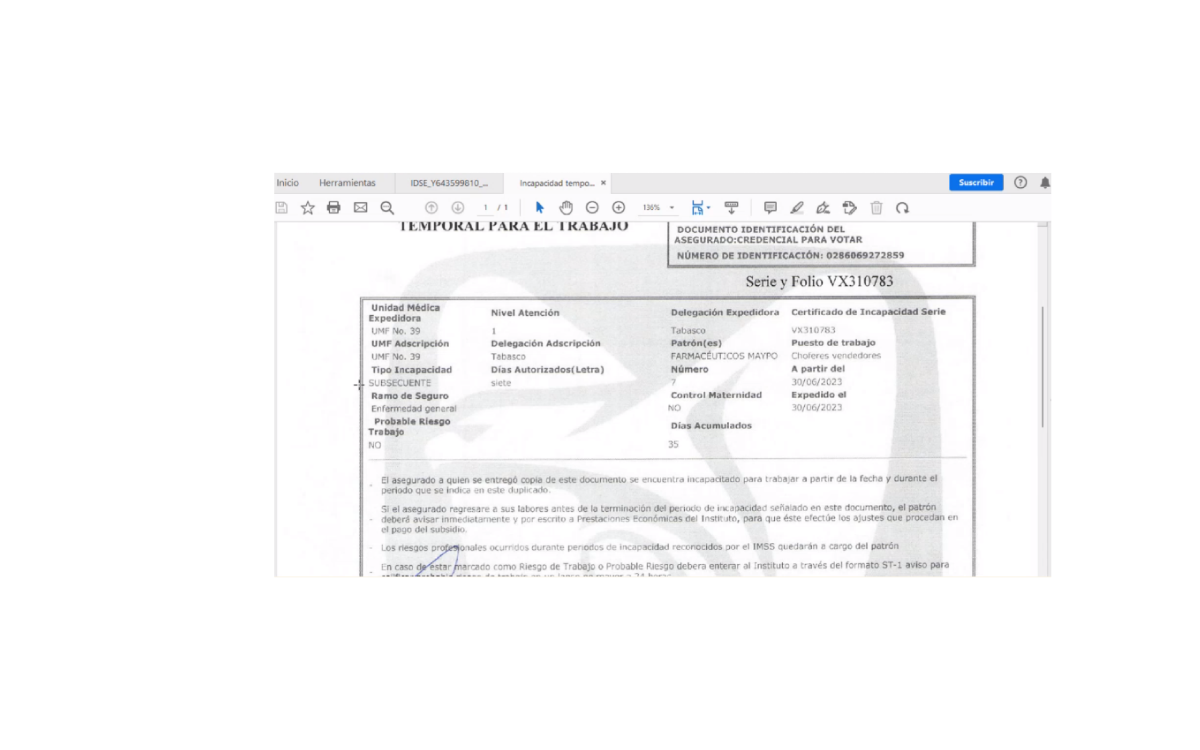 Inicio Herramientas IDSE_Y643599810_... Incapacidad tempo... ×
Suscribir
1 / 1 136%
TEMPORAL PARA EL TRABAJO
DOCUMENTO IDENTIFICACIÓN DEL
ASEGURADO:CREDENCIAL PARA VOTAR
NÚMERO DE IDENTIFICACIÓN: 0286069272859
Serie y Folio VX310783
Unidad Médica
Expedidora
UMF No. 39
Nivel Atención
1
Delegación Expedidora
Tabasco
Certificado de Incapacidad Serie
VX310783
UMF Adscripción
UMF No. 39
Delegación Adscripción
Tabasco
Patrón(es)
FARMACÉUTICOS MAYPO
Puesto de trabajo
Choferes vendedores
Tipo Incapacidad
SUBSECUENTE
Días Autorizados(Letra)
siete
Número
7
A partir del
30/06/2023
Ramo de Seguro
Enfermedad general
Control Maternidad
NO
Expedido el
30/06/2023
Probable Riesgo
Trabajo
NO
Días Acumulados
35
El asegurado a quien se entregó copia de este documento se encuentra incapacitado para trabajar a partir de la fecha y durante el
- periodo que se indica en este duplicado.
Si el asegurado regresare a sus labores antes de la terminación del periodo de incapacidad señalado en este documento, el patrón
- deberá avisar inmediatamente y por escrito a Prestaciones Económicas del Instituto, para que éste efectúe los ajustes que procedan en
el pago del subsidio.
- Los riesgos profesionales ocurridos durante periodos de incapacidad reconocidos por el IMSS quedarán a cargo del patrón
En caso de estar marcado como Riesgo de Trabajo o Probable Riesgo debera enterar al Instituto a través del formato ST-1 aviso para